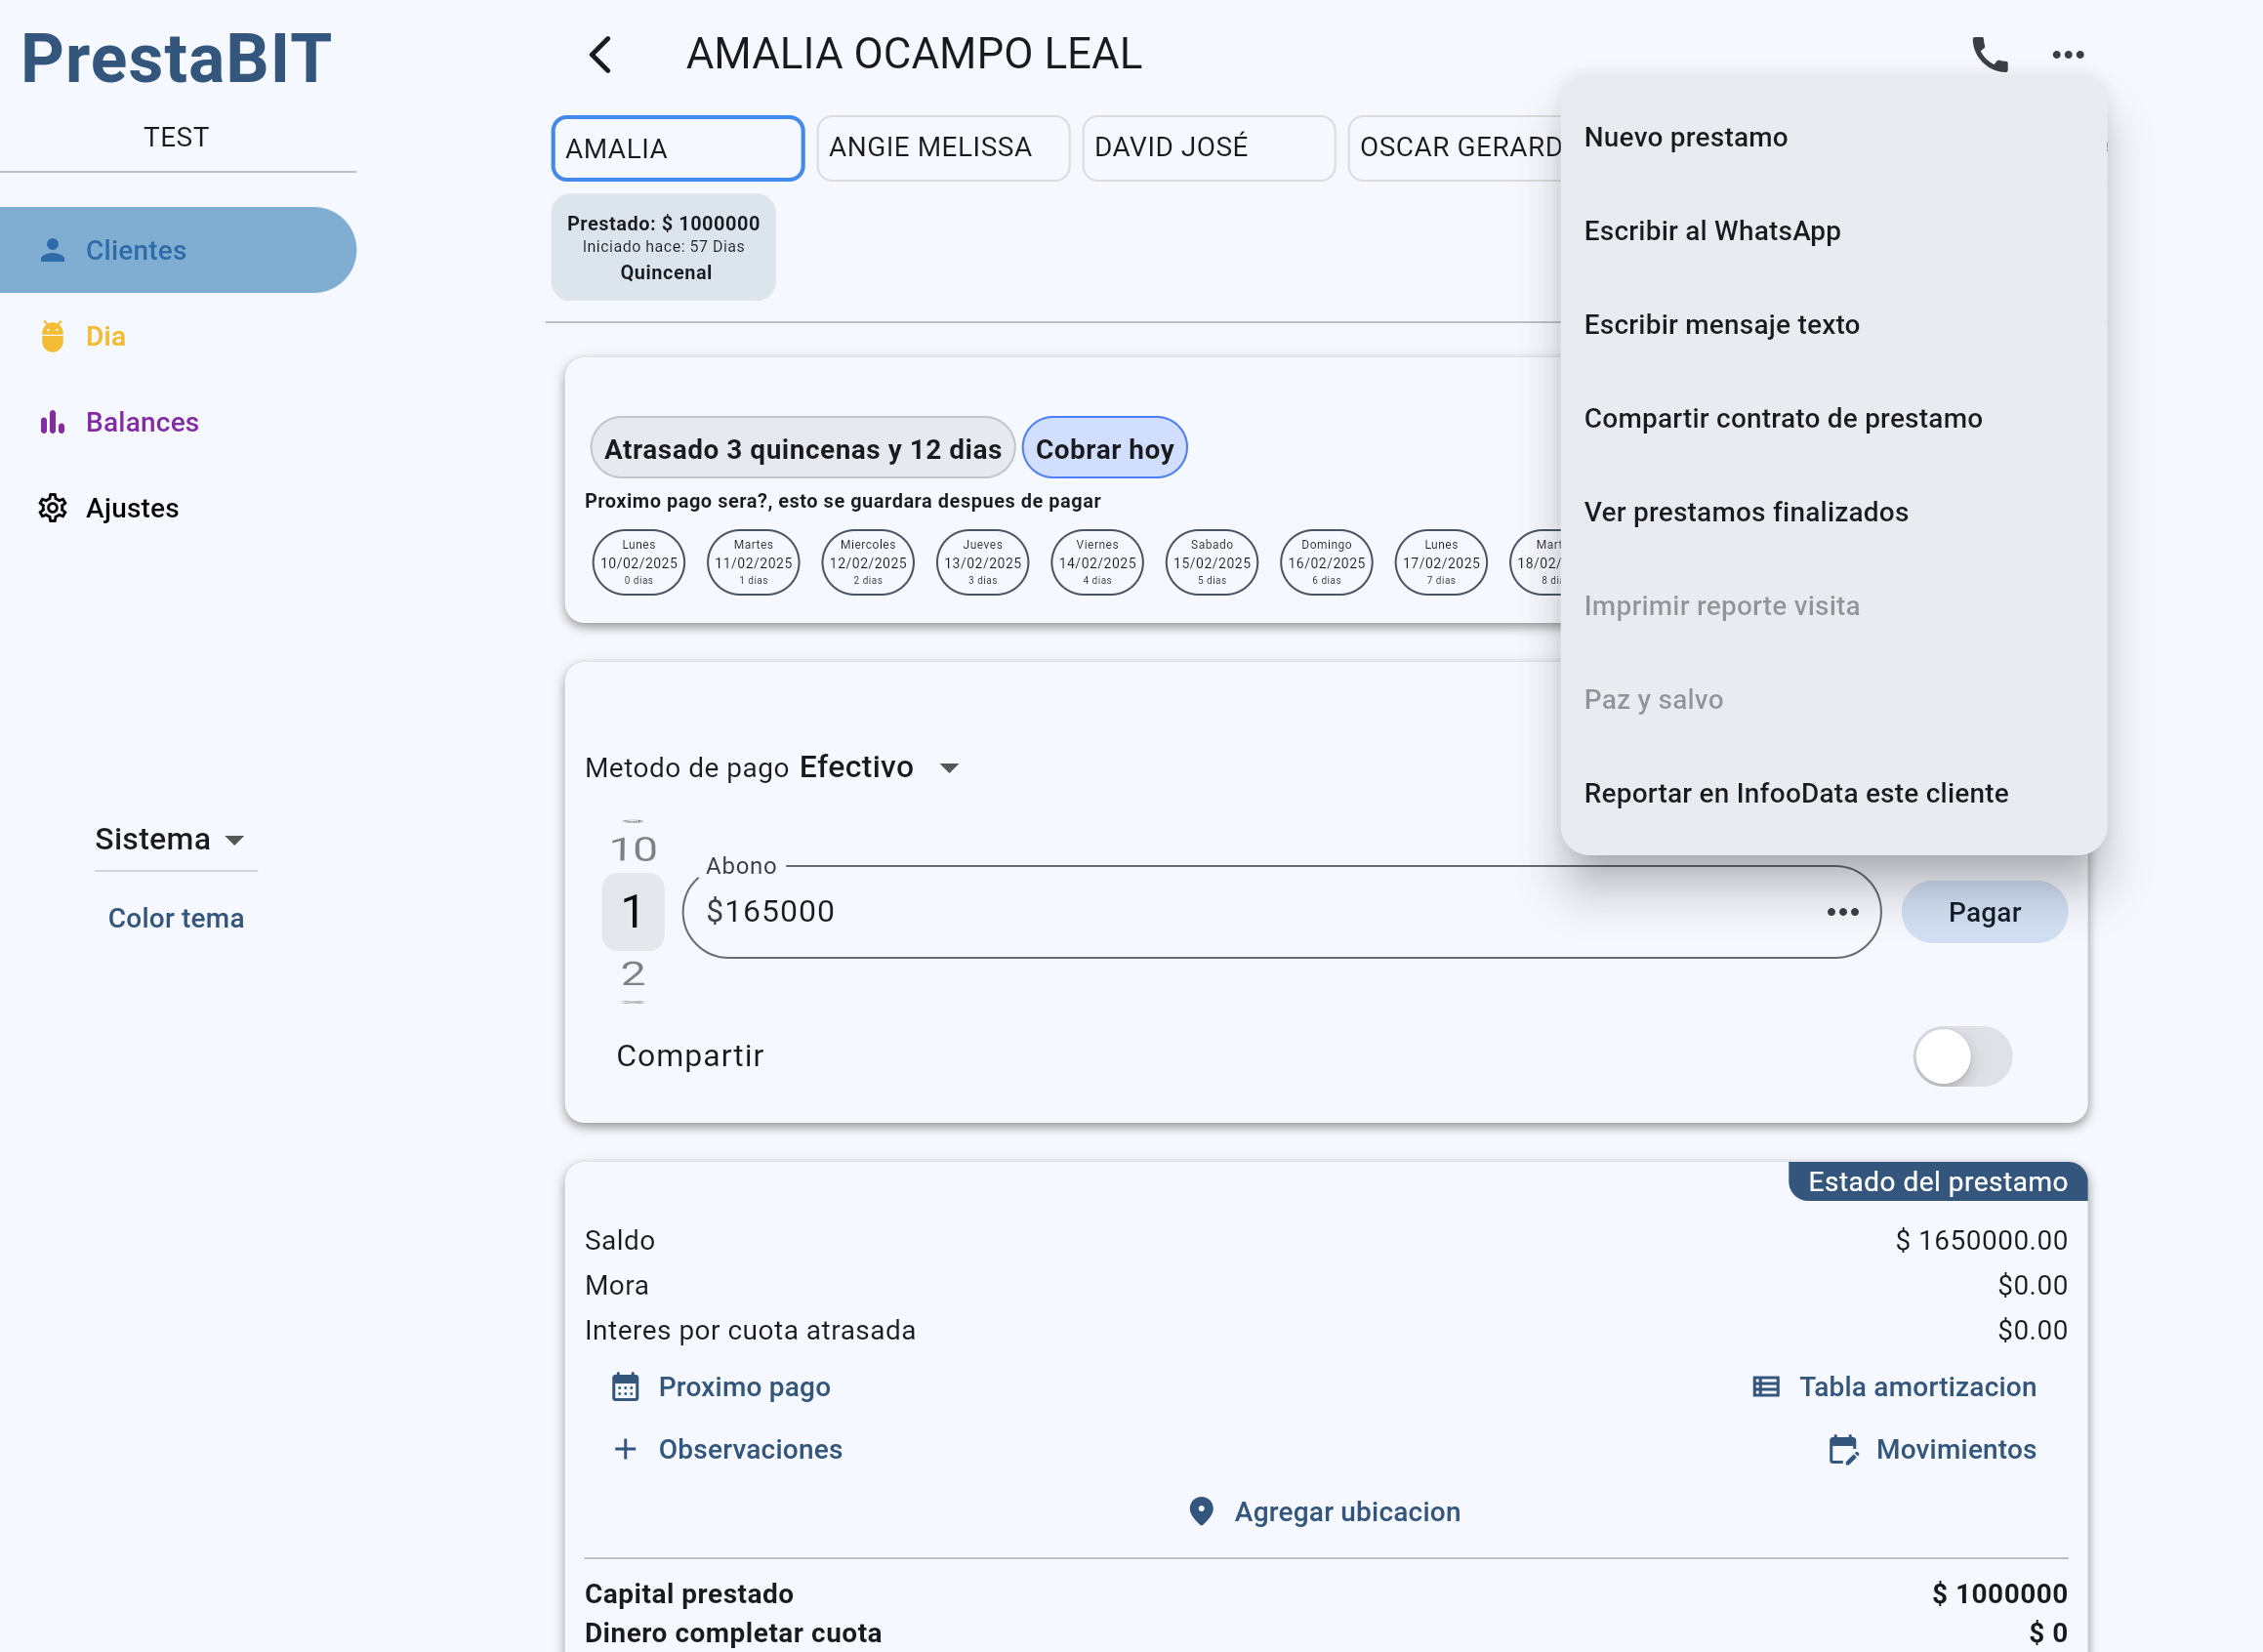 PrestaBIT
TEST
Clientes
Dia
Balances
Ajustes
Sistema
Color tema
AMALIA OCAMPO LEAL
AMALIA
ANGIE MELISSA
DAVID JOSÉ
OSCAR GERARD
Prestado: $ 1000000
Iniciado hace: 57 Dias
Quincenal
Nuevo prestamo
Escribir al WhatsApp
Escribir mensaje texto
Compartir contrato de prestamo
Ver prestamos finalizados
Imprimir reporte visita
Paz y salvo
Reportar en InfooData este cliente
Atrasado 3 quincenas y 12 dias
Cobrar hoy
Proximo pago sera?, esto se guardara despues de pagar
Lunes
10/02/2025
0 dias
Martes
11/02/2025
1 dias
Miercoles
12/02/2025
2 dias
Jueves
13/02/2025
3 dias
Viernes
14/02/2025
4 dias
Sabado
15/02/2025
5 dias
Domingo
16/02/2025
6 dias
Lunes
17/02/2025
7 dias
Mart
18/02/
8 dia
Metodo de pago Efectivo
10
1
2
Abono
$165000
Pagar
Compartir
Estado del prestamo
Saldo $ 1650000.00
Mora $0.00
Interes por cuota atrasada $0.00
Proximo pago Tabla amortizacion
Observaciones Movimientos
Agregar ubicacion
Capital prestado $ 1000000
Dinero completar cuota $ 0